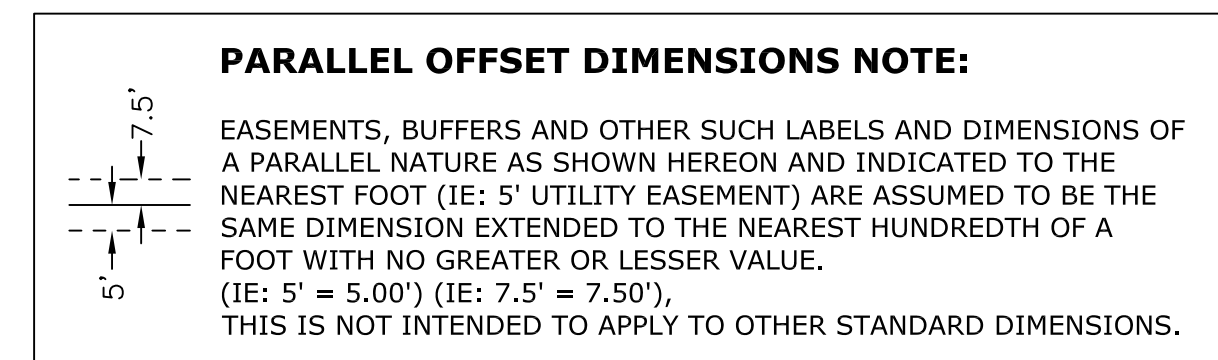 PARALLEL OFFSET DIMENSIONS NOTE:
7.5'
5'
EASEMENTS, BUFFERS AND OTHER SUCH LABELS AND DIMENSIONS OF
A PARALLEL NATURE AS SHOWN HEREON AND INDICATED TO THE
NEAREST FOOT (IE: 5' UTILITY EASEMENT) ARE ASSUMED TO BE THE
SAME DIMENSION EXTENDED TO THE NEAREST HUNDREDTH OF A
FOOT WITH NO GREATER OR LESSER VALUE.
(IE: 5' = 5.00') (IE: 7.5' = 7.50'),
THIS IS NOT INTENDED TO APPLY TO OTHER STANDARD DIMENSIONS.